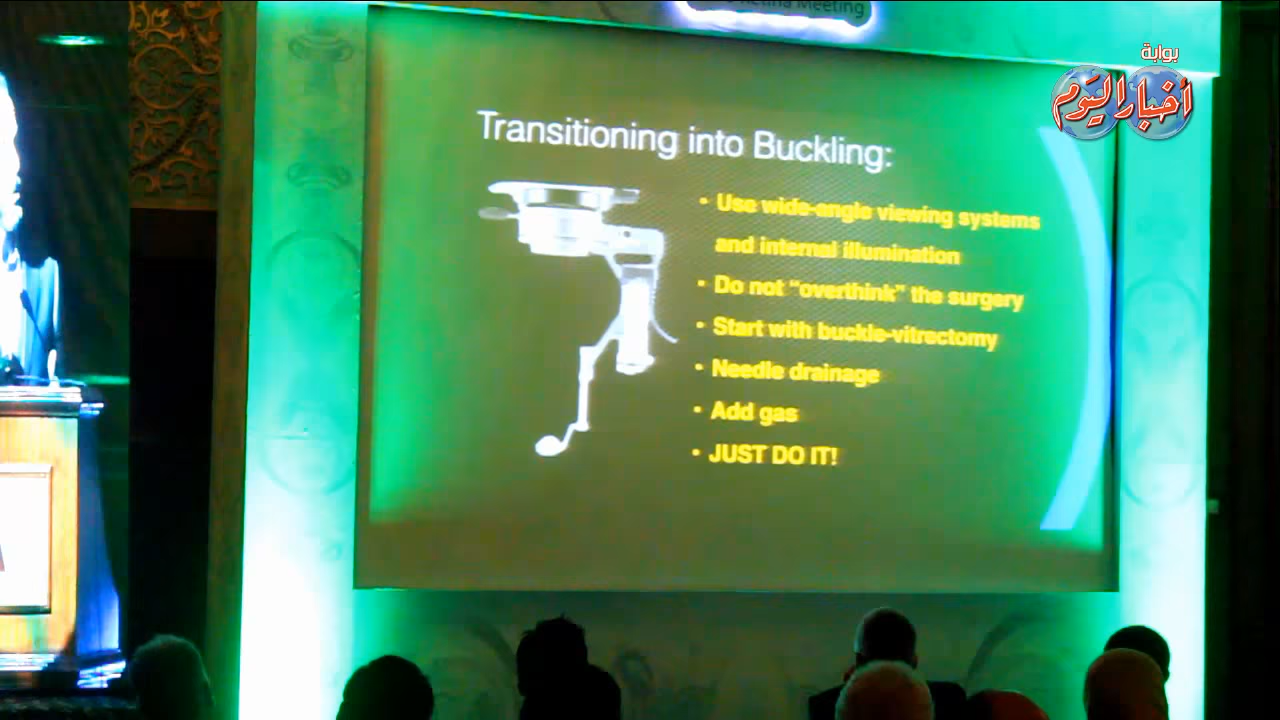 Meeting
بوابة
أخبار اليوم
Transitioning into Buckling:
• Use wide-angle viewing systems
and internal illumination
• Do not "overthink" the surgery
• Start with buckle-vitrectomy
• Needle drainage
• Add gas
• JUST DO IT!